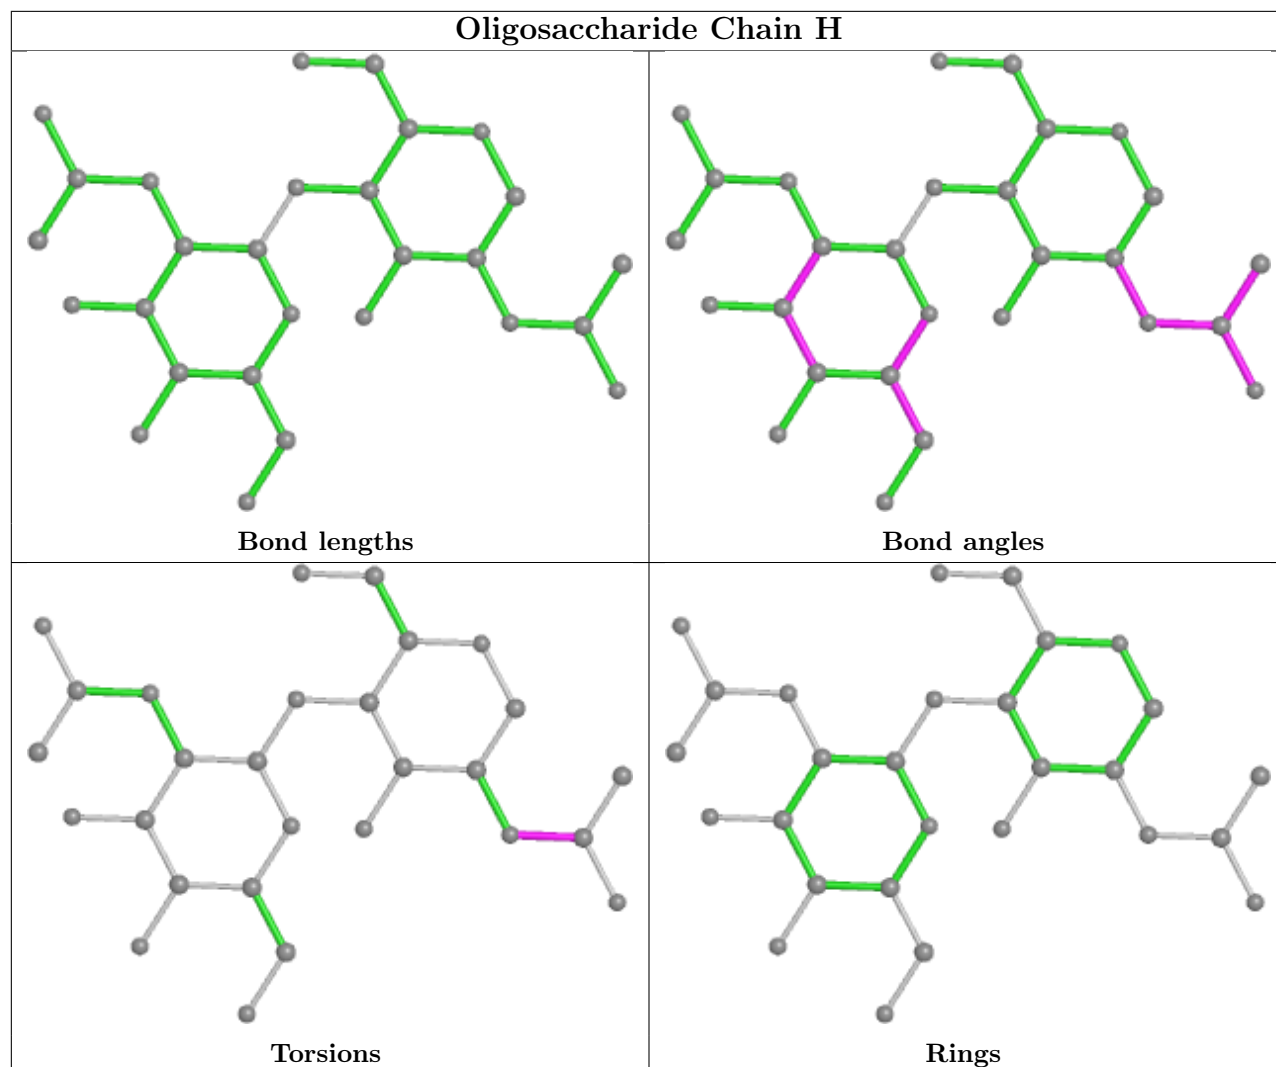 Oligosaccharide Chain H
Bond lengths
Bond angles
Torsions
Rings